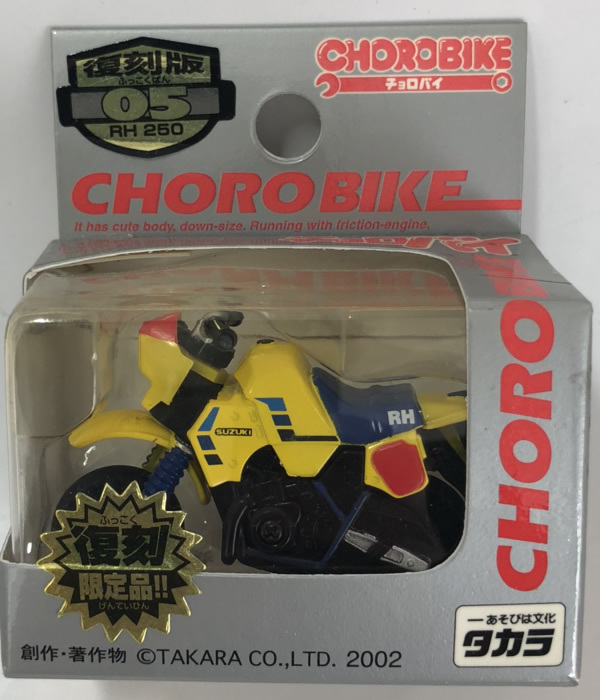 復刻版
ふっこくばん
05
RH 250
CHOROBIKE
チョロバイ
CHORO BIKE
It has cute body, down-size. Running with friction-engine.
CHORO
SUZUKI
RH
ふっこく
復刻
限定品!!
げんていひん
ーあそびは文化
タカラ
創作・著作物 ©TAKARA CO.,LTD. 2002